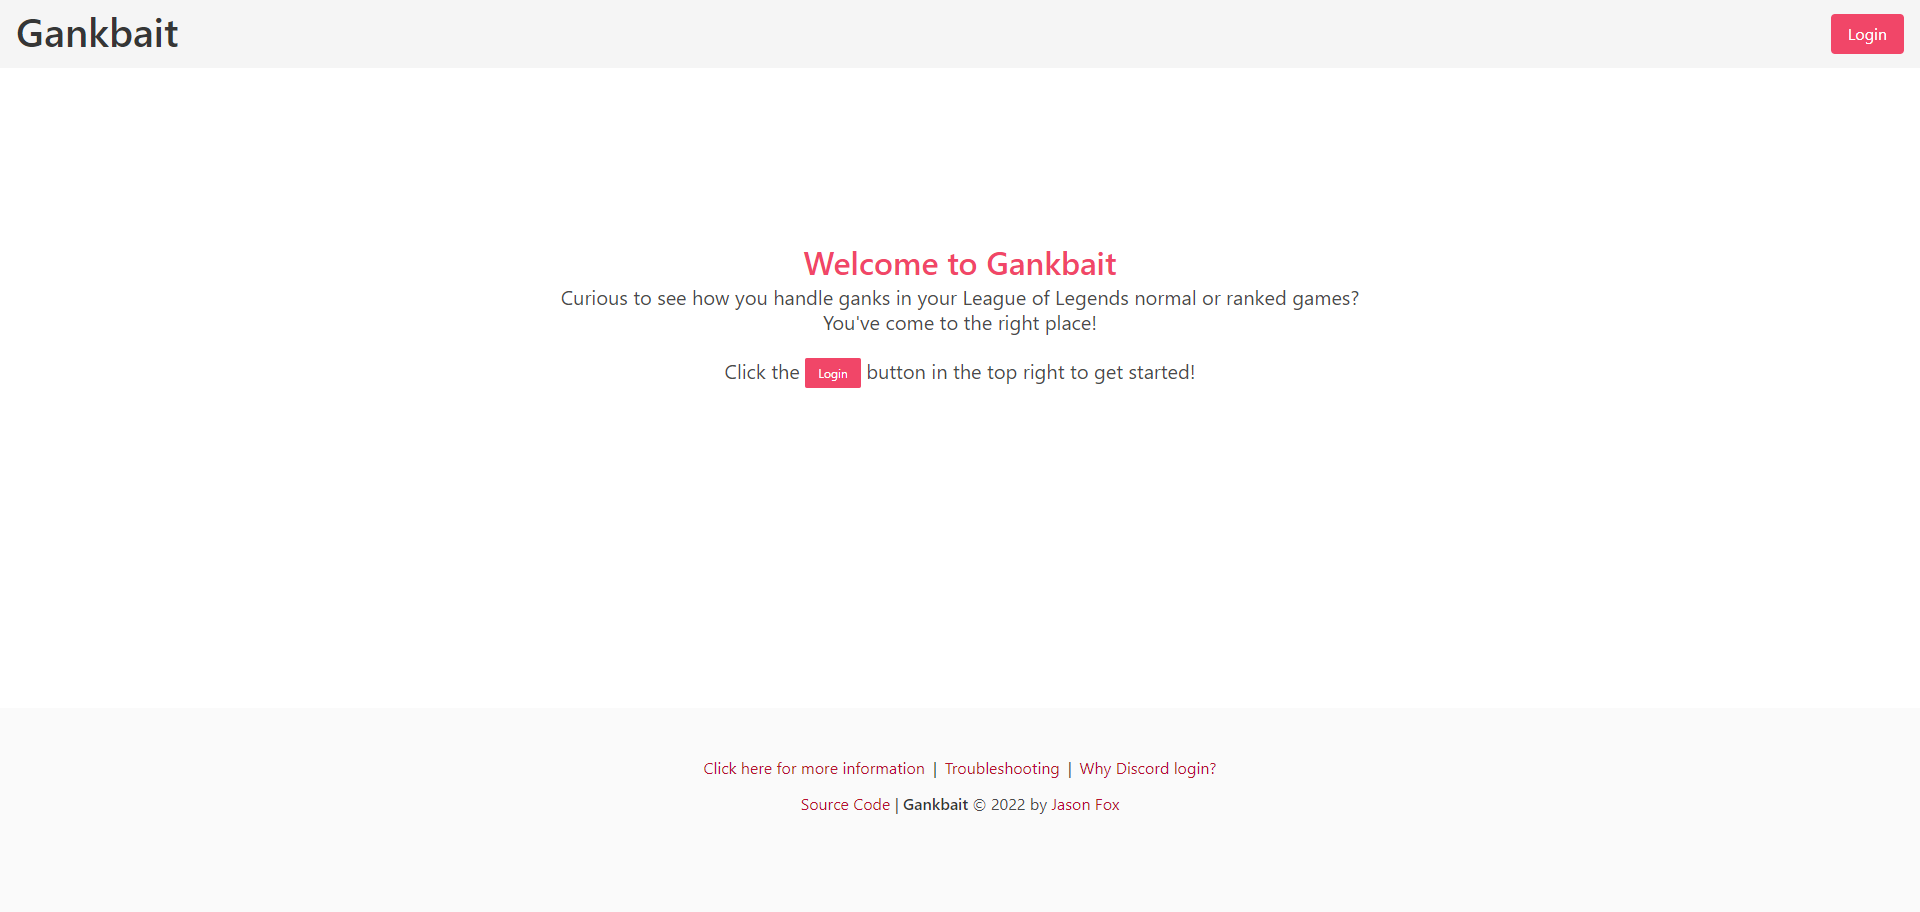 Gankbait
Login
Welcome to Gankbait
Curious to see how you handle ganks in your League of Legends normal or ranked games?
You've come to the right place!
Click the Login button in the top right to get started!
Click here for more information | Troubleshooting | Why Discord login?
Source Code | Gankbait © 2022 by Jason Fox